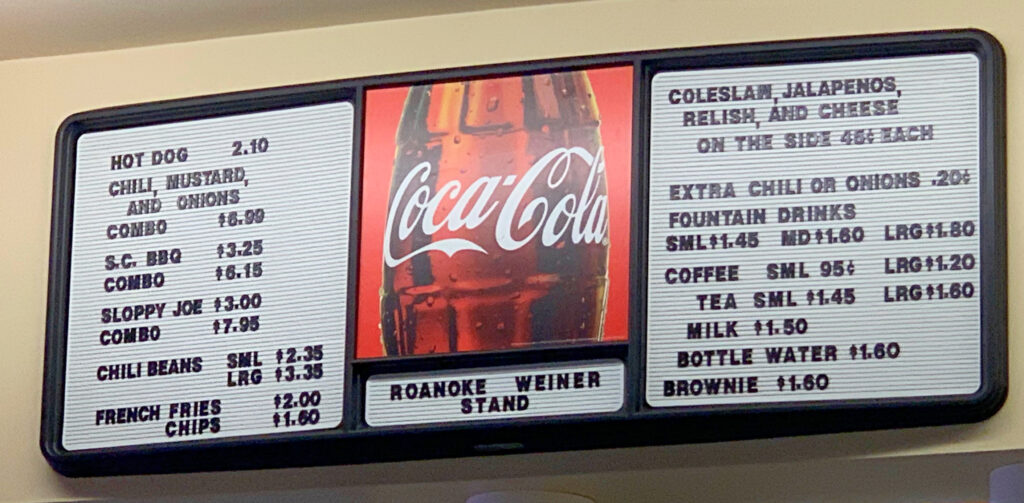 HOT DOG 2.10
CHILI, MUSTARD,
AND ONIONS
COMBO $6.99
S.C. BBQ $3.25
COMBO $6.15
SLOPPY JOE $3.00
COMBO $7.95
CHILI BEANS SML $2.35
LRG $3.35
FRENCH FRIES $2.00
CHIPS $1.60
Coca-Cola
ROANOKE WEINER
STAND
COLESLAW, JALAPENOS,
RELISH, AND CHEESE
ON THE SIDE 45¢ EACH
EXTRA CHILI OR ONIONS .20¢
FOUNTAIN DRINKS
SML $1.45 MD $1.60 LRG $1.80
COFFEE SML 95¢ LRG $1.20
TEA SML $1.45 LRG $1.60
MILK $1.50
BOTTLE WATER $1.60
BROWNIE $1.60